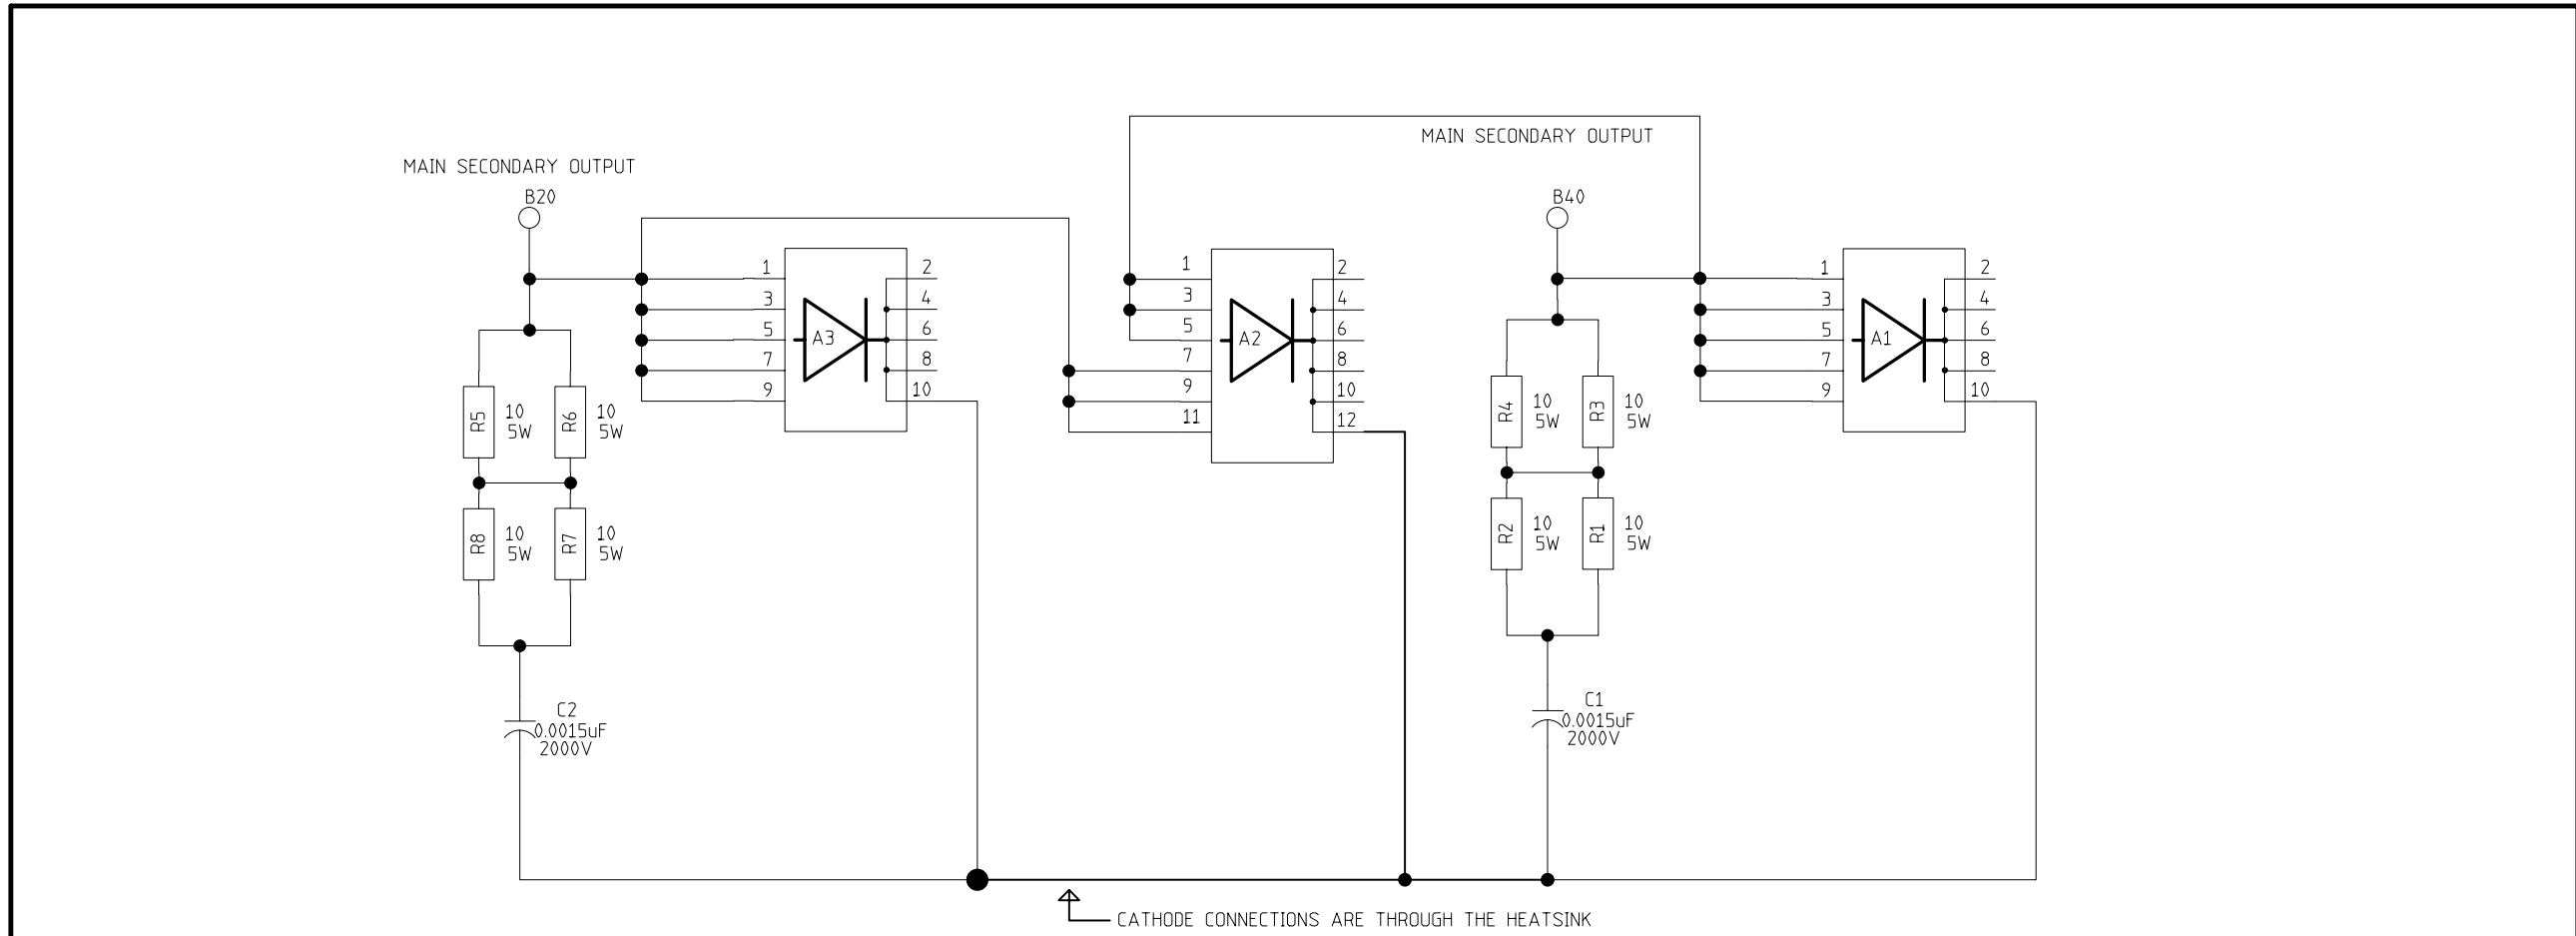 MAIN SECONDARY OUTPUT
B20
MAIN SECONDARY OUTPUT
B40
1
3
5
7
9
A3
2
4
6
8
10
1
3
5
7
9
11
A2
2
4
6
8
10
12
1
3
5
7
9
A1
2
4
6
8
10
R5
10
5W
R6
10
5W
R8
10
5W
R7
10
5W
C2
0.0015uF
2000V
R4
10
5W
R3
10
5W
R2
10
5W
R1
10
5W
C1
0.0015uF
2000V
CATHODE CONNECTIONS ARE THROUGH THE HEATSINK